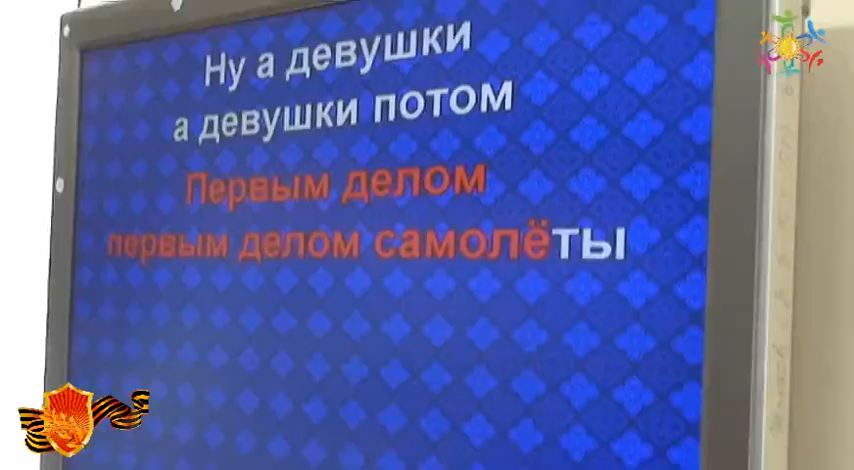 Ну а девушки
а девушки потом
Первым делом
первым делом самолёты